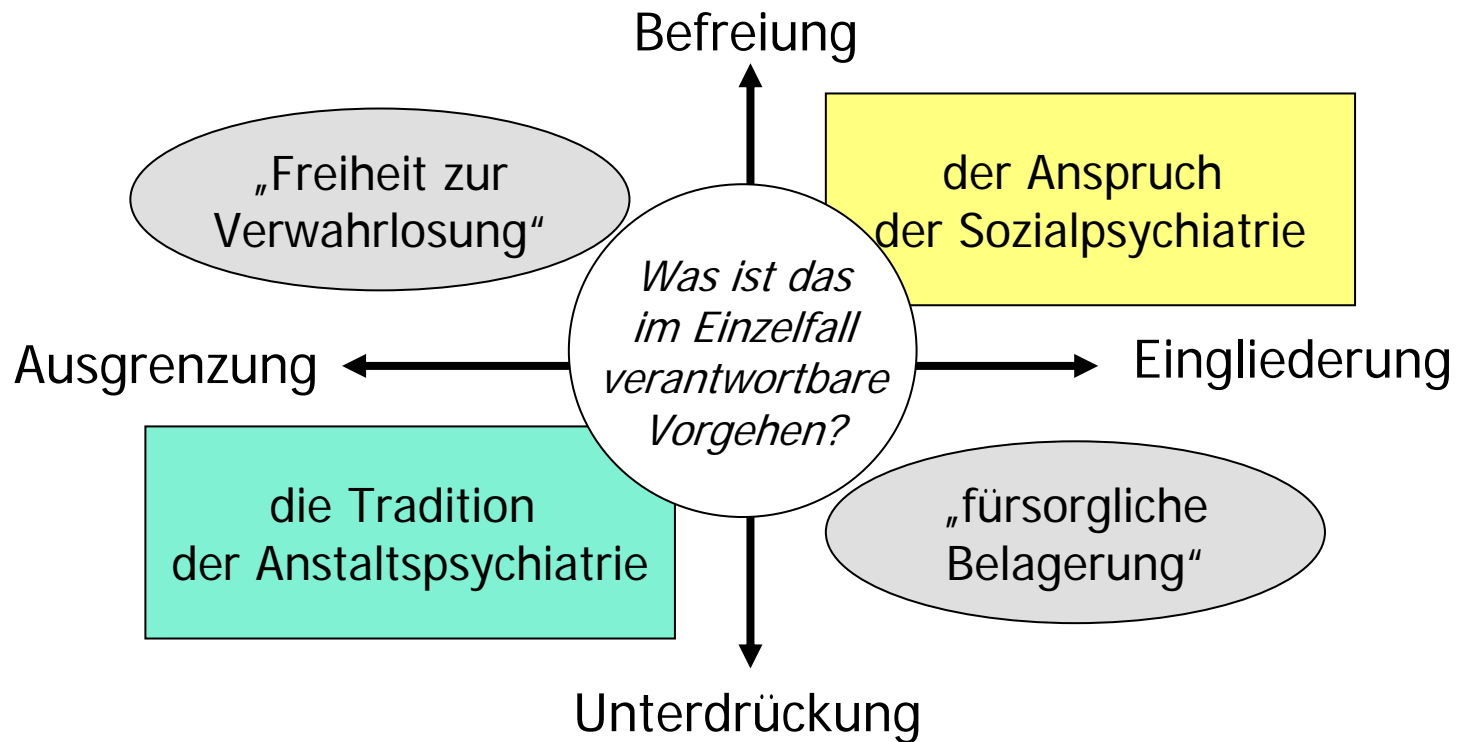 Befreiung
„Freiheit zur
Verwahrlosung“
der Anspruch
der Sozialpsychiatrie
Was ist das
im Einzelfall
verantwortbare
Vorgehen?
Ausgrenzung
Eingliederung
die Tradition
der Anstaltspsychiatrie
„fürsorgliche
Belagerung“
Unterdrückung